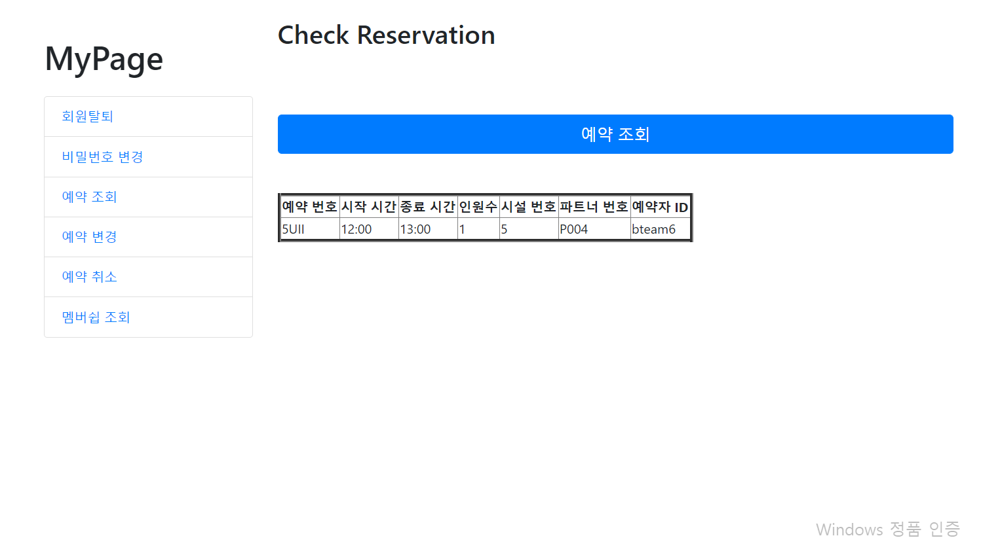 MyPage
회원탈퇴
비밀번호 변경
예약 조회
예약 변경
예약 취소
멤버쉽 조회
Check Reservation
예약 조회
예약 번호 시작 시간 종료 시간 인원수 시설 번호 파트너 번호 예약자 ID
5UII 12:00 13:00 1 5 P004 bteam6
Windows 정품 인증